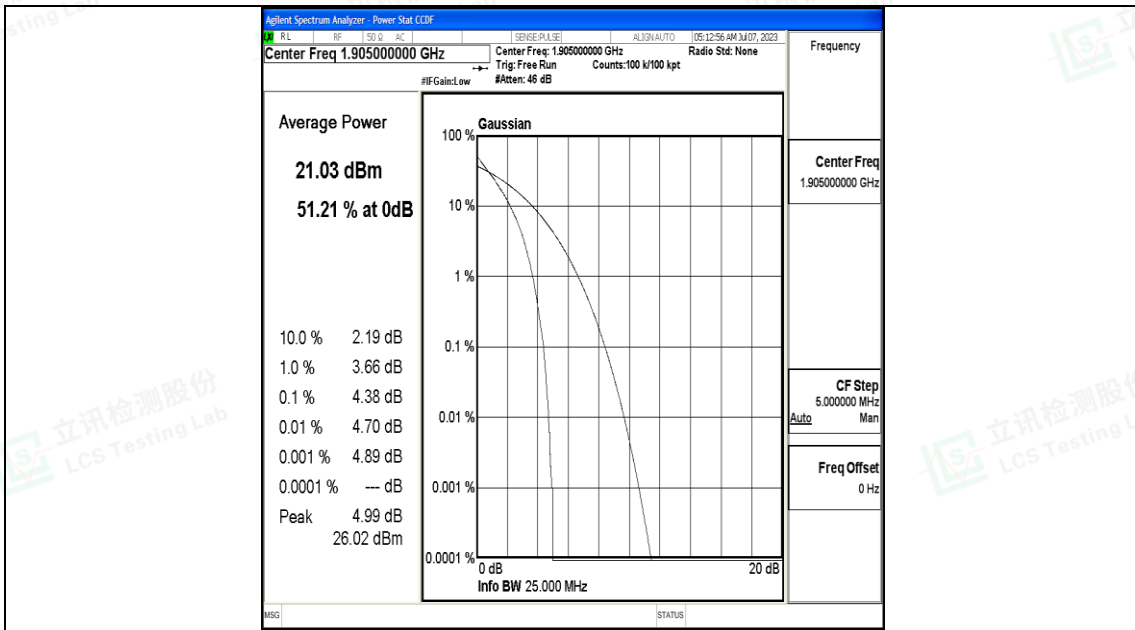 Agilent Spectrum Analyzer - Power Stat CCDF
RL RF 50 Ω AC SENSE:PULSE ALIGN AUTO 05:12:56 AM Jul 07, 2023
Center Freq 1.905000000 GHz
Center Freq: 1.905000000 GHz Radio Std: None
Trig: Free Run Counts:100 k/100 kpt
#IFGain:Low #Atten: 46 dB
Frequency
Average Power
21.03 dBm
51.21 % at 0dB
10.0 % 2.19 dB
1.0 % 3.66 dB
0.1 % 4.38 dB
0.01 % 4.70 dB
0.001 % 4.89 dB
0.0001 % --- dB
Peak 4.99 dB
26.02 dBm
Gaussian
100 %
10 %
1 %
0.1 %
0.01 %
0.001 %
0.0001 %
0 dB 20 dB
Info BW 25.000 MHz
Center Freq
1.905000000 GHz
CF Step
5.000000 MHz
Auto Man
Freq Offset
0 Hz
MSG STATUS
立讯检测股份
LCS Testing Lab
立讯检测股份
LCS Testing L